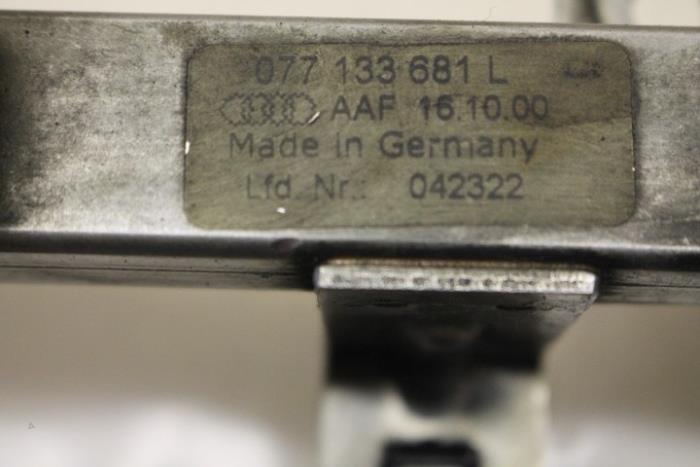 077 133 681 L
AAF 16.10.00
Made in Germany
Lfd. Nr.: 042322